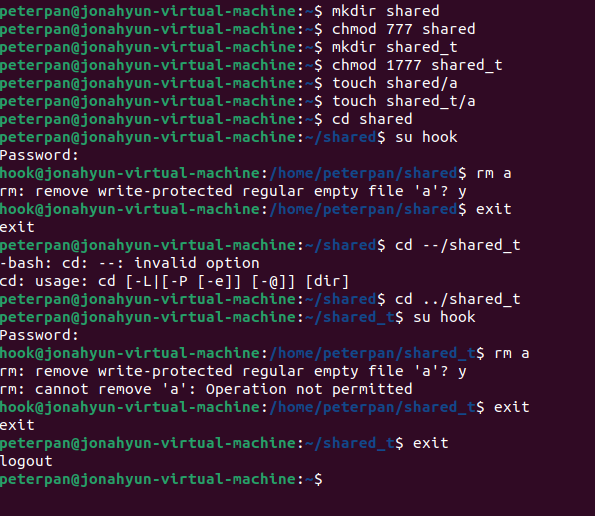 peterpan@jonahyun-virtual-machine:~$ mkdir shared
peterpan@jonahyun-virtual-machine:~$ chmod 777 shared
peterpan@jonahyun-virtual-machine:~$ mkdir shared_t
peterpan@jonahyun-virtual-machine:~$ chmod 1777 shared_t
peterpan@jonahyun-virtual-machine:~$ touch shared/a
peterpan@jonahyun-virtual-machine:~$ touch shared_t/a
peterpan@jonahyun-virtual-machine:~$ cd shared
peterpan@jonahyun-virtual-machine:~/shared$ su hook
Password:
hook@jonahyun-virtual-machine:/home/peterpan/shared$ rm a
rm: remove write-protected regular empty file 'a'? y
hook@jonahyun-virtual-machine:/home/peterpan/shared$ exit
exit
peterpan@jonahyun-virtual-machine:~/shared$ cd --/shared_t
-bash: cd: --: invalid option
cd: usage: cd [-L|[-P [-e]] [-@]] [dir]
peterpan@jonahyun-virtual-machine:~/shared$ cd ../shared_t
peterpan@jonahyun-virtual-machine:~/shared_t$ su hook
Password:
hook@jonahyun-virtual-machine:/home/peterpan/shared_t$ rm a
rm: remove write-protected regular empty file 'a'? y
rm: cannot remove 'a': Operation not permitted
hook@jonahyun-virtual-machine:/home/peterpan/shared_t$ exit
exit
peterpan@jonahyun-virtual-machine:~/shared_t$ exit
logout
peterpan@jonahyun-virtual-machine:~$